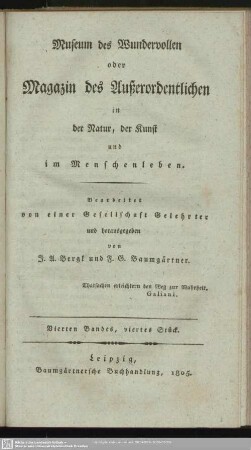 Museum des Wundervollen
oder
Magazin des Außerordentlichen
in
der Natur, der Kunst
und
im Menschenleben.
Bearbeitet
von einer Gesellschaft Gelehrter
und herausgegeben
von
J. A. Bergk und F. G. Baumgärtner.
Thatsachen erleichtern den Weg zur Wahrheit.
Galiani.
Vierten Bandes, viertes Stück.
Leipzig,
Baumgärtnersche Buchhandlung, 1805.